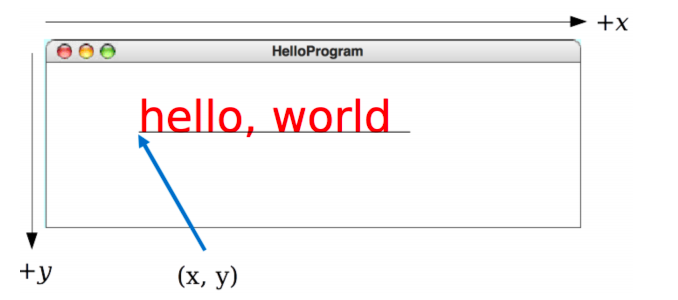 +x
HelloProgram
hello, world
+y
(x, y)